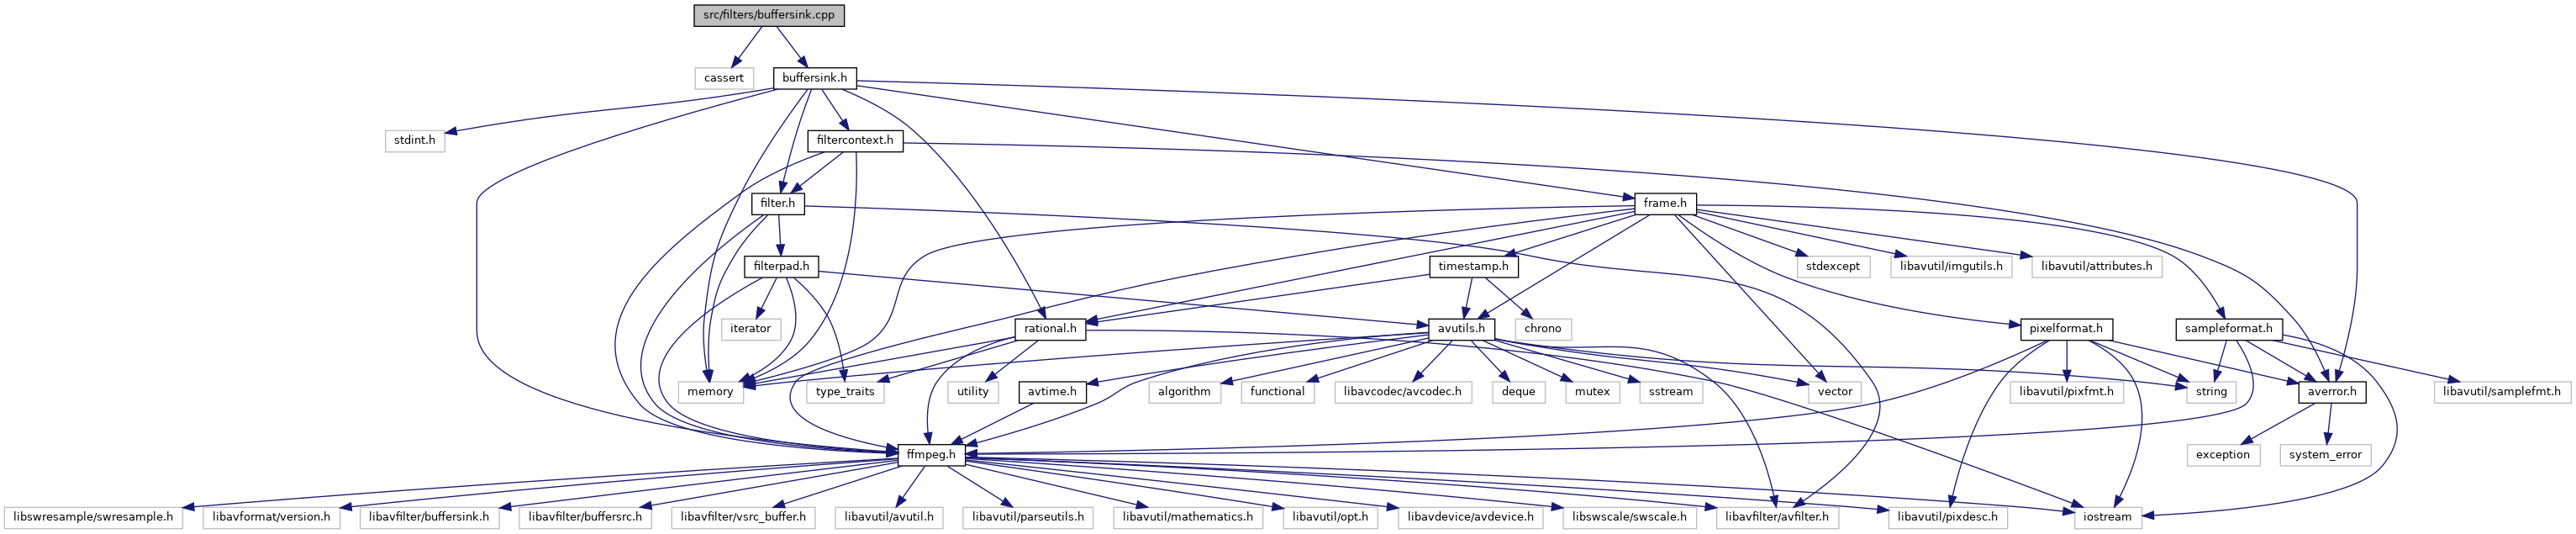 src/filters/buffersink.cpp
cassert
buffersink.h
stdint.h
filtercontext.h
filter.h
frame.h
filterpad.h
timestamp.h
stdexcept
libavutil/imgutils.h
libavutil/attributes.h
iterator
rational.h
avutils.h
chrono
pixelformat.h
sampleformat.h
memory
type_traits
utility
avtime.h
algorithm
functional
libavcodec/avcodec.h
deque
mutex
sstream
vector
libavutil/pixfmt.h
string
averror.h
libavutil/samplefmt.h
ffmpeg.h
exception
system_error
libswresample/swresample.h
libavformat/version.h
libavfilter/buffersink.h
libavfilter/buffersrc.h
libavfilter/vsrc_buffer.h
libavutil/avutil.h
libavutil/parseutils.h
libavutil/mathematics.h
libavutil/opt.h
libavdevice/avdevice.h
libswscale/swscale.h
libavfilter/avfilter.h
libavutil/pixdesc.h
iostream